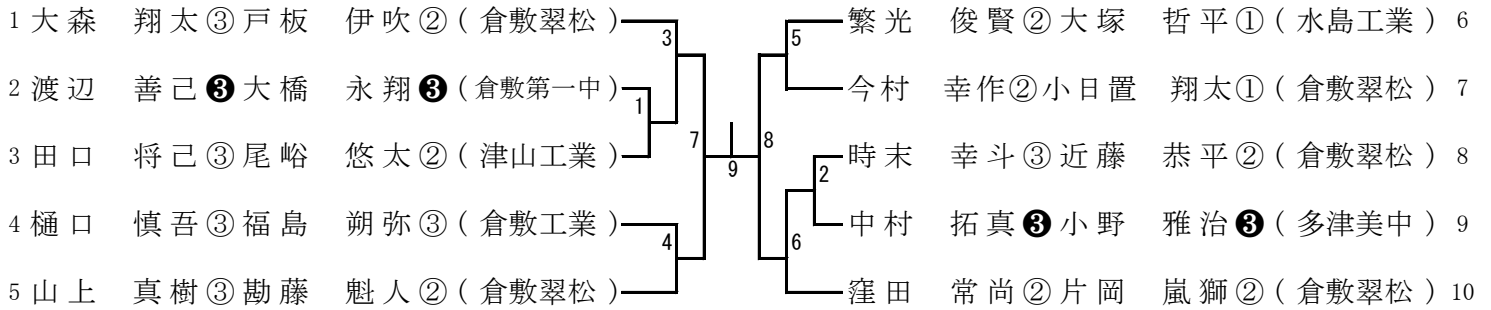 1 大森 翔太③戸板 伊吹②(倉敷翠松)
2 渡辺 善己❸大橋 永翔❸(倉敷第一中)
3 田口 将己③尾崎 悠太②(津山工業)
4 樋口 慎吾③福島 朔弥③(倉敷工業)
5 山上 真樹③勘藤 魁人②(倉敷翠松)
3
1
7
4
9
8
5
2
6
繁光 俊賢②大塚 哲平①(水島工業) 6
今村 幸作②小日置 翔太①(倉敷翠松) 7
時末 幸斗③近藤 恭平②(倉敷翠松) 8
中村 拓真❸小野 雅治❸(多津美中) 9
窪田 常尚②片岡 嵐獅②(倉敷翠松) 10